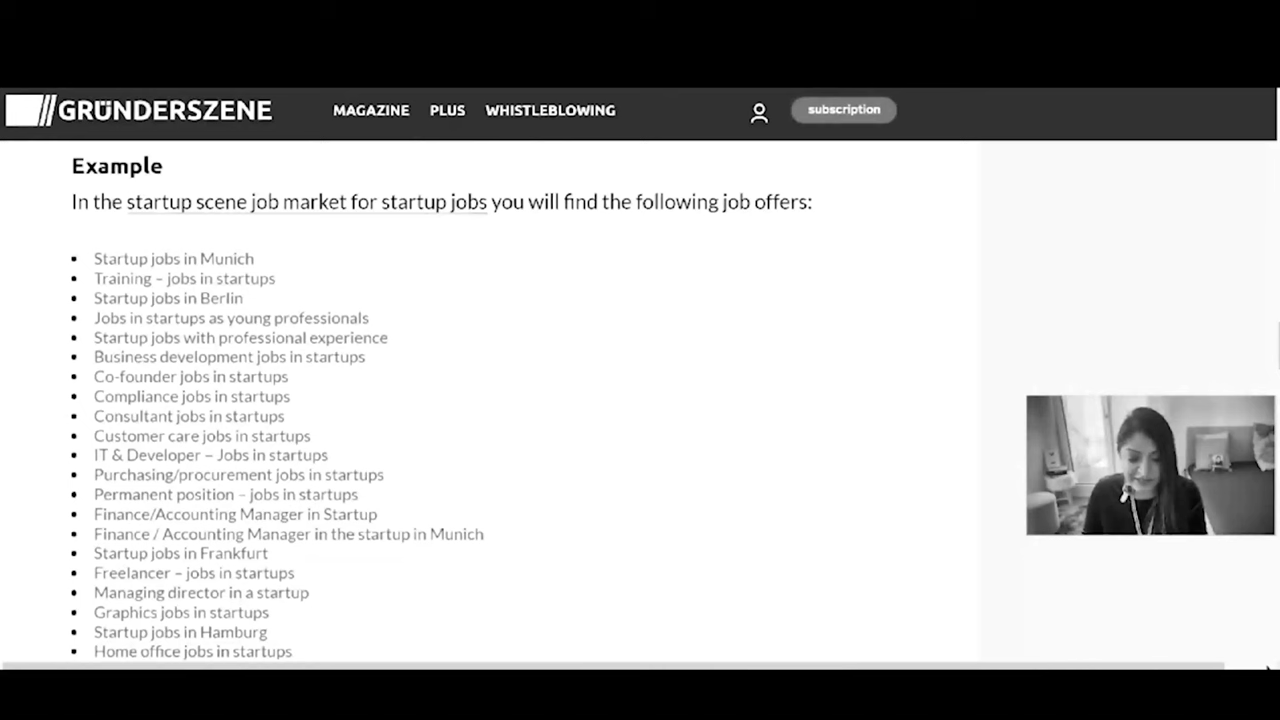 GRÜNDERSZENE MAGAZINE PLUS WHISTLEBLOWING subscription
Example
In the startup scene job market for startup jobs you will find the following job offers:
Startup jobs in Munich
Training – jobs in startups
Startup jobs in Berlin
Jobs in startups as young professionals
Startup jobs with professional experience
Business development jobs in startups
Co-founder jobs in startups
Compliance jobs in startups
Consultant jobs in startups
Customer care jobs in startups
IT & Developer – Jobs in startups
Purchasing/procurement jobs in startups
Permanent position – jobs in startups
Finance/Accounting Manager in Startup
Finance / Accounting Manager in the startup in Munich
Startup jobs in Frankfurt
Freelancer – jobs in startups
Managing director in a startup
Graphics jobs in startups
Startup jobs in Hamburg
Home office jobs in startups